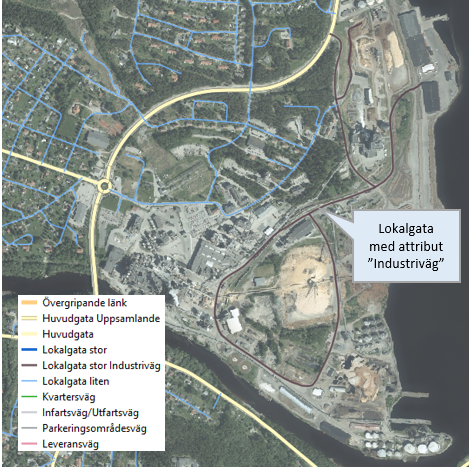 Lokalgata
med attribut
”Industriväg”
Övergripande länk
Huvudgata Uppsamlande
Huvudgata
Lokalgata stor
Lokalgata stor Industriväg
Lokalgata liten
Kvartersväg
Infartsväg/Utfartsväg
Parkeringsområdesväg
Leveransväg